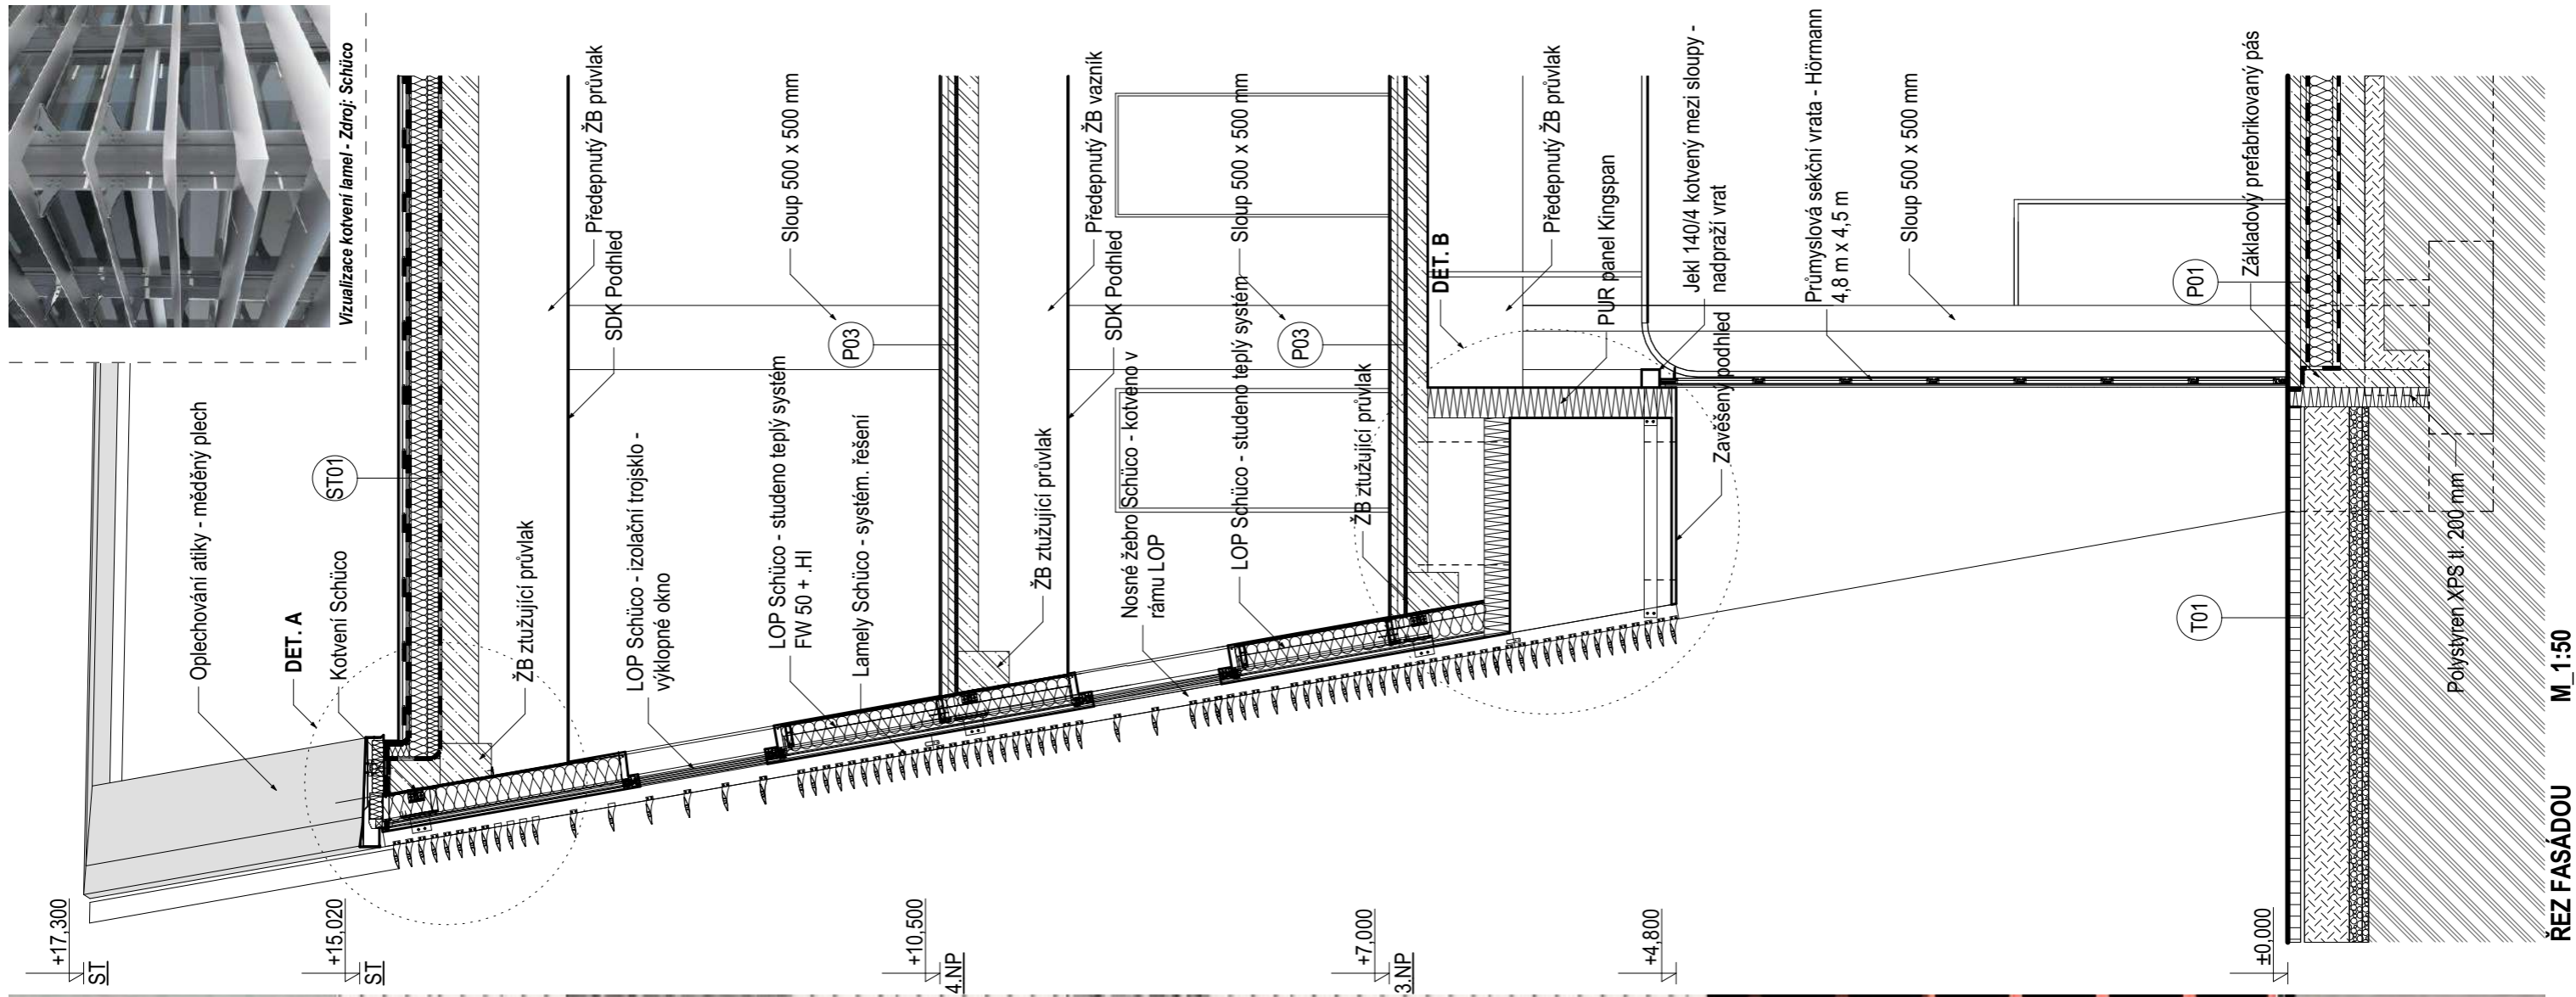 Vizualizace kotvení lamel - Zdroj: Schüco
Oplechování atiky - měděný plech
DET. A
Kotvení Schüco
ST01
ŽB ztužující průvlak
Předepnutý ŽB průvlak
SDK Podhled
LOP Schüco - izolační trojsklo -
výklopné okno
Sloup 500 x 500 mm
P03
LOP Schüco - studeno teplý systém
FW 50 + .HI
Lamely Schüco - systém. řešení
ŽB ztužující průvlak
Předepnutý ŽB vazník
SDK Podhled
Nosné žebro Schüco - kotveno v
rámu LOP
Sloup 500 x 500 mm
P03
LOP Schüco - studeno teplý systém
ŽB ztužující průvlak
DET. B
Předepnutý ŽB průvlak
PUR panel Kingspan
Jekl 140/4 kotvený mezi sloupy -
nadpraží vrat
Zavěšený podhled
Průmyslová sekční vrata - Hörmann
4,8 m x 4,5 m
Sloup 500 x 500 mm
P01
Základový prefabrikovaný pás
T01
Polystyren XPS tl. 200 mm
+17,300
ST
+15,020
ST
+10,500
4.NP
+7,000
3.NP
+4,800
±0,000
ŘEZ FASÁDOU M_1:50